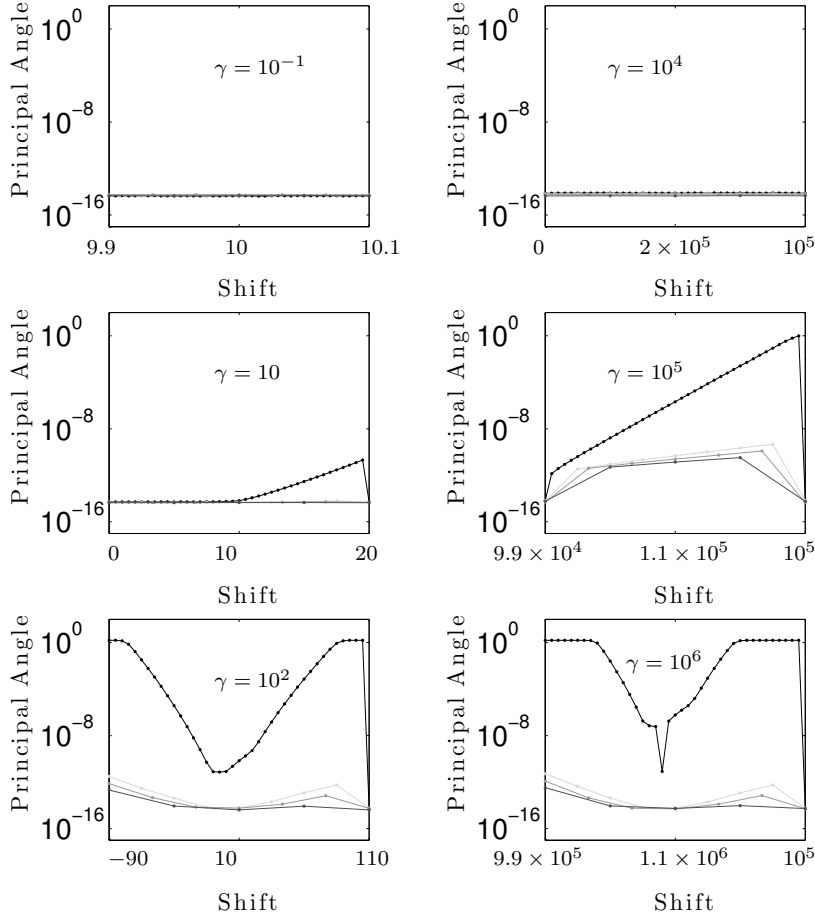 Principal Angle
10^0
10^{-8}
10^{-16}
γ = 10^{-1}
9.9 10 10.1
Shift
Principal Angle
10^0
10^{-8}
10^{-16}
γ = 10^4
0 2 × 10^5 10^5
Shift
Principal Angle
10^0
10^{-8}
10^{-16}
γ = 10
0 10 20
Shift
Principal Angle
10^0
10^{-8}
10^{-16}
γ = 10^5
9.9 × 10^4 1.1 × 10^5 10^5
Shift
Principal Angle
10^0
10^{-8}
10^{-16}
γ = 10^2
−90 10 110
Shift
Principal Angle
10^0
10^{-8}
10^{-16}
γ = 10^6
9.9 × 10^5 1.1 × 10^6 10^5
Shift